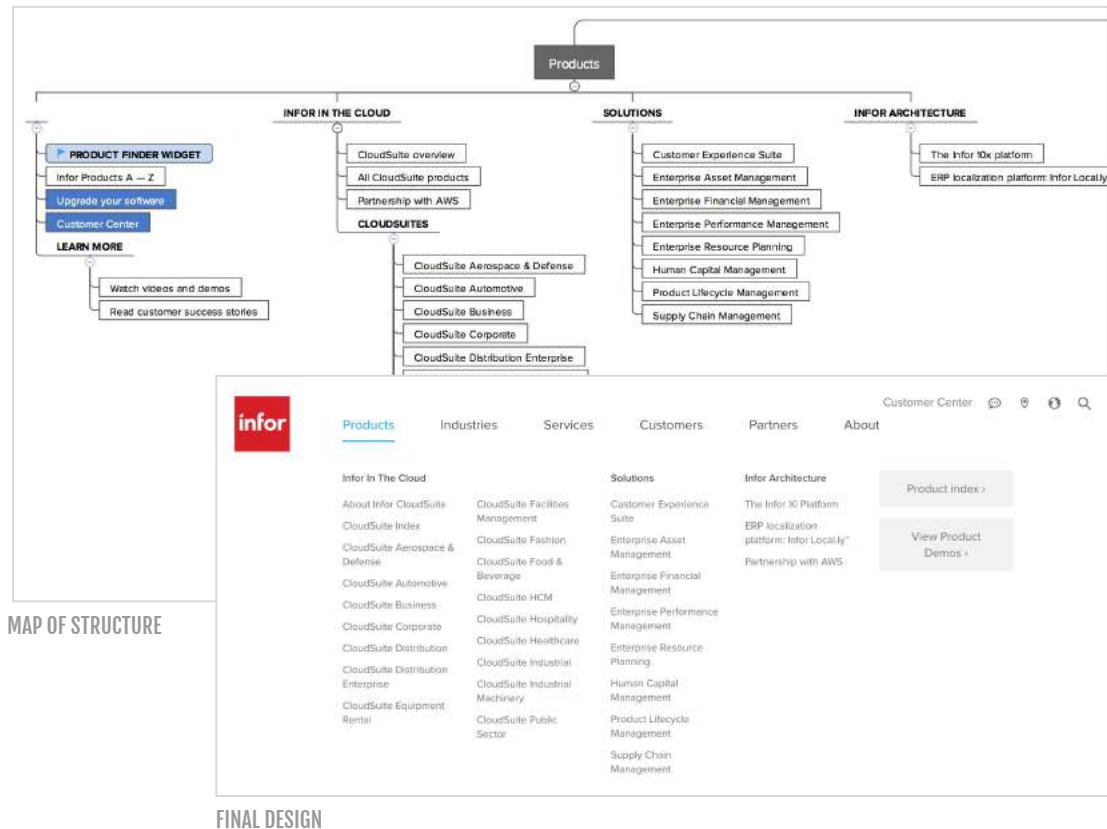 Products
INFOR IN THE CLOUD
SOLUTIONS
INFOR ARCHITECTURE
PRODUCT FINDER WIDGET
Infor Products A — Z
Upgrade your software
Customer Center
LEARN MORE
Watch videos and demos
Read customer success stories
CloudSuite overview
All CloudSuite products
Partnership with AWS
CLOUDSUITES
CloudSuite Aerospace & Defense
CloudSuite Automotive
CloudSuite Business
CloudSuite Corporate
CloudSuite Distribution Enterprise
Customer Experience Suite
Enterprise Asset Management
Enterprise Financial Management
Enterprise Performance Management
Enterprise Resource Planning
Human Capital Management
Product Lifecycle Management
Supply Chain Management
The Infor 10x platform
ERP localization platform: Infor Local.ly
MAP OF STRUCTURE
infor
Customer Center
Products
Industries
Services
Customers
Partners
About
Infor In The Cloud
About Infor CloudSuite
CloudSuite Index
CloudSuite Aerospace &
Defense
CloudSuite Automotive
CloudSuite Business
CloudSuite Corporate
CloudSuite Distribution
CloudSuite Distribution
Enterprise
CloudSuite Equipment
Rental
CloudSuite Facilities
Management
CloudSuite Fashion
CloudSuite Food &
Beverage
CloudSuite HCM
CloudSuite Hospitality
CloudSuite Healthcare
CloudSuite Industrial
CloudSuite Industrial
Machinery
CloudSuite Public
Sector
Solutions
Customer Experience
Suite
Enterprise Asset
Management
Enterprise Financial
Management
Enterprise Performance
Management
Enterprise Resource
Planning
Human Capital
Management
Product Lifecycle
Management
Supply Chain
Management
Infor Architecture
The Infor Xi Platform
ERP localization
platform: Infor Local.ly™
Partnership with AWS
Product index ›
View Product
Demos ›
FINAL DESIGN